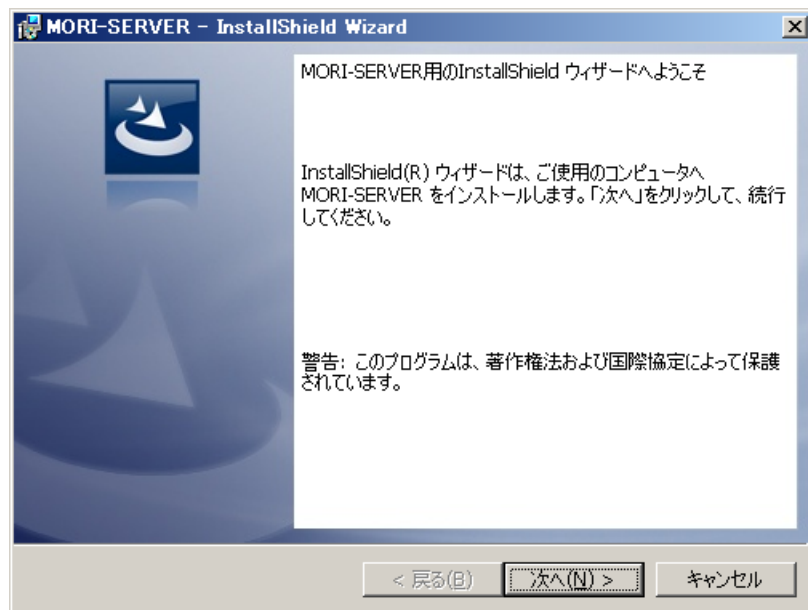 MORI-SERVER - InstallShield Wizard
MORI-SERVER用のInstallShield ウィザードへようこそ
InstallShield(R) ウィザードは、ご使用のコンピュータへ
MORI-SERVER をインストールします。「次へ」をクリックして、続行
してください。
警告: このプログラムは、著作権法および国際協定によって保護
されています。
< 戻る(B)
次へ(N) >
キャンセル